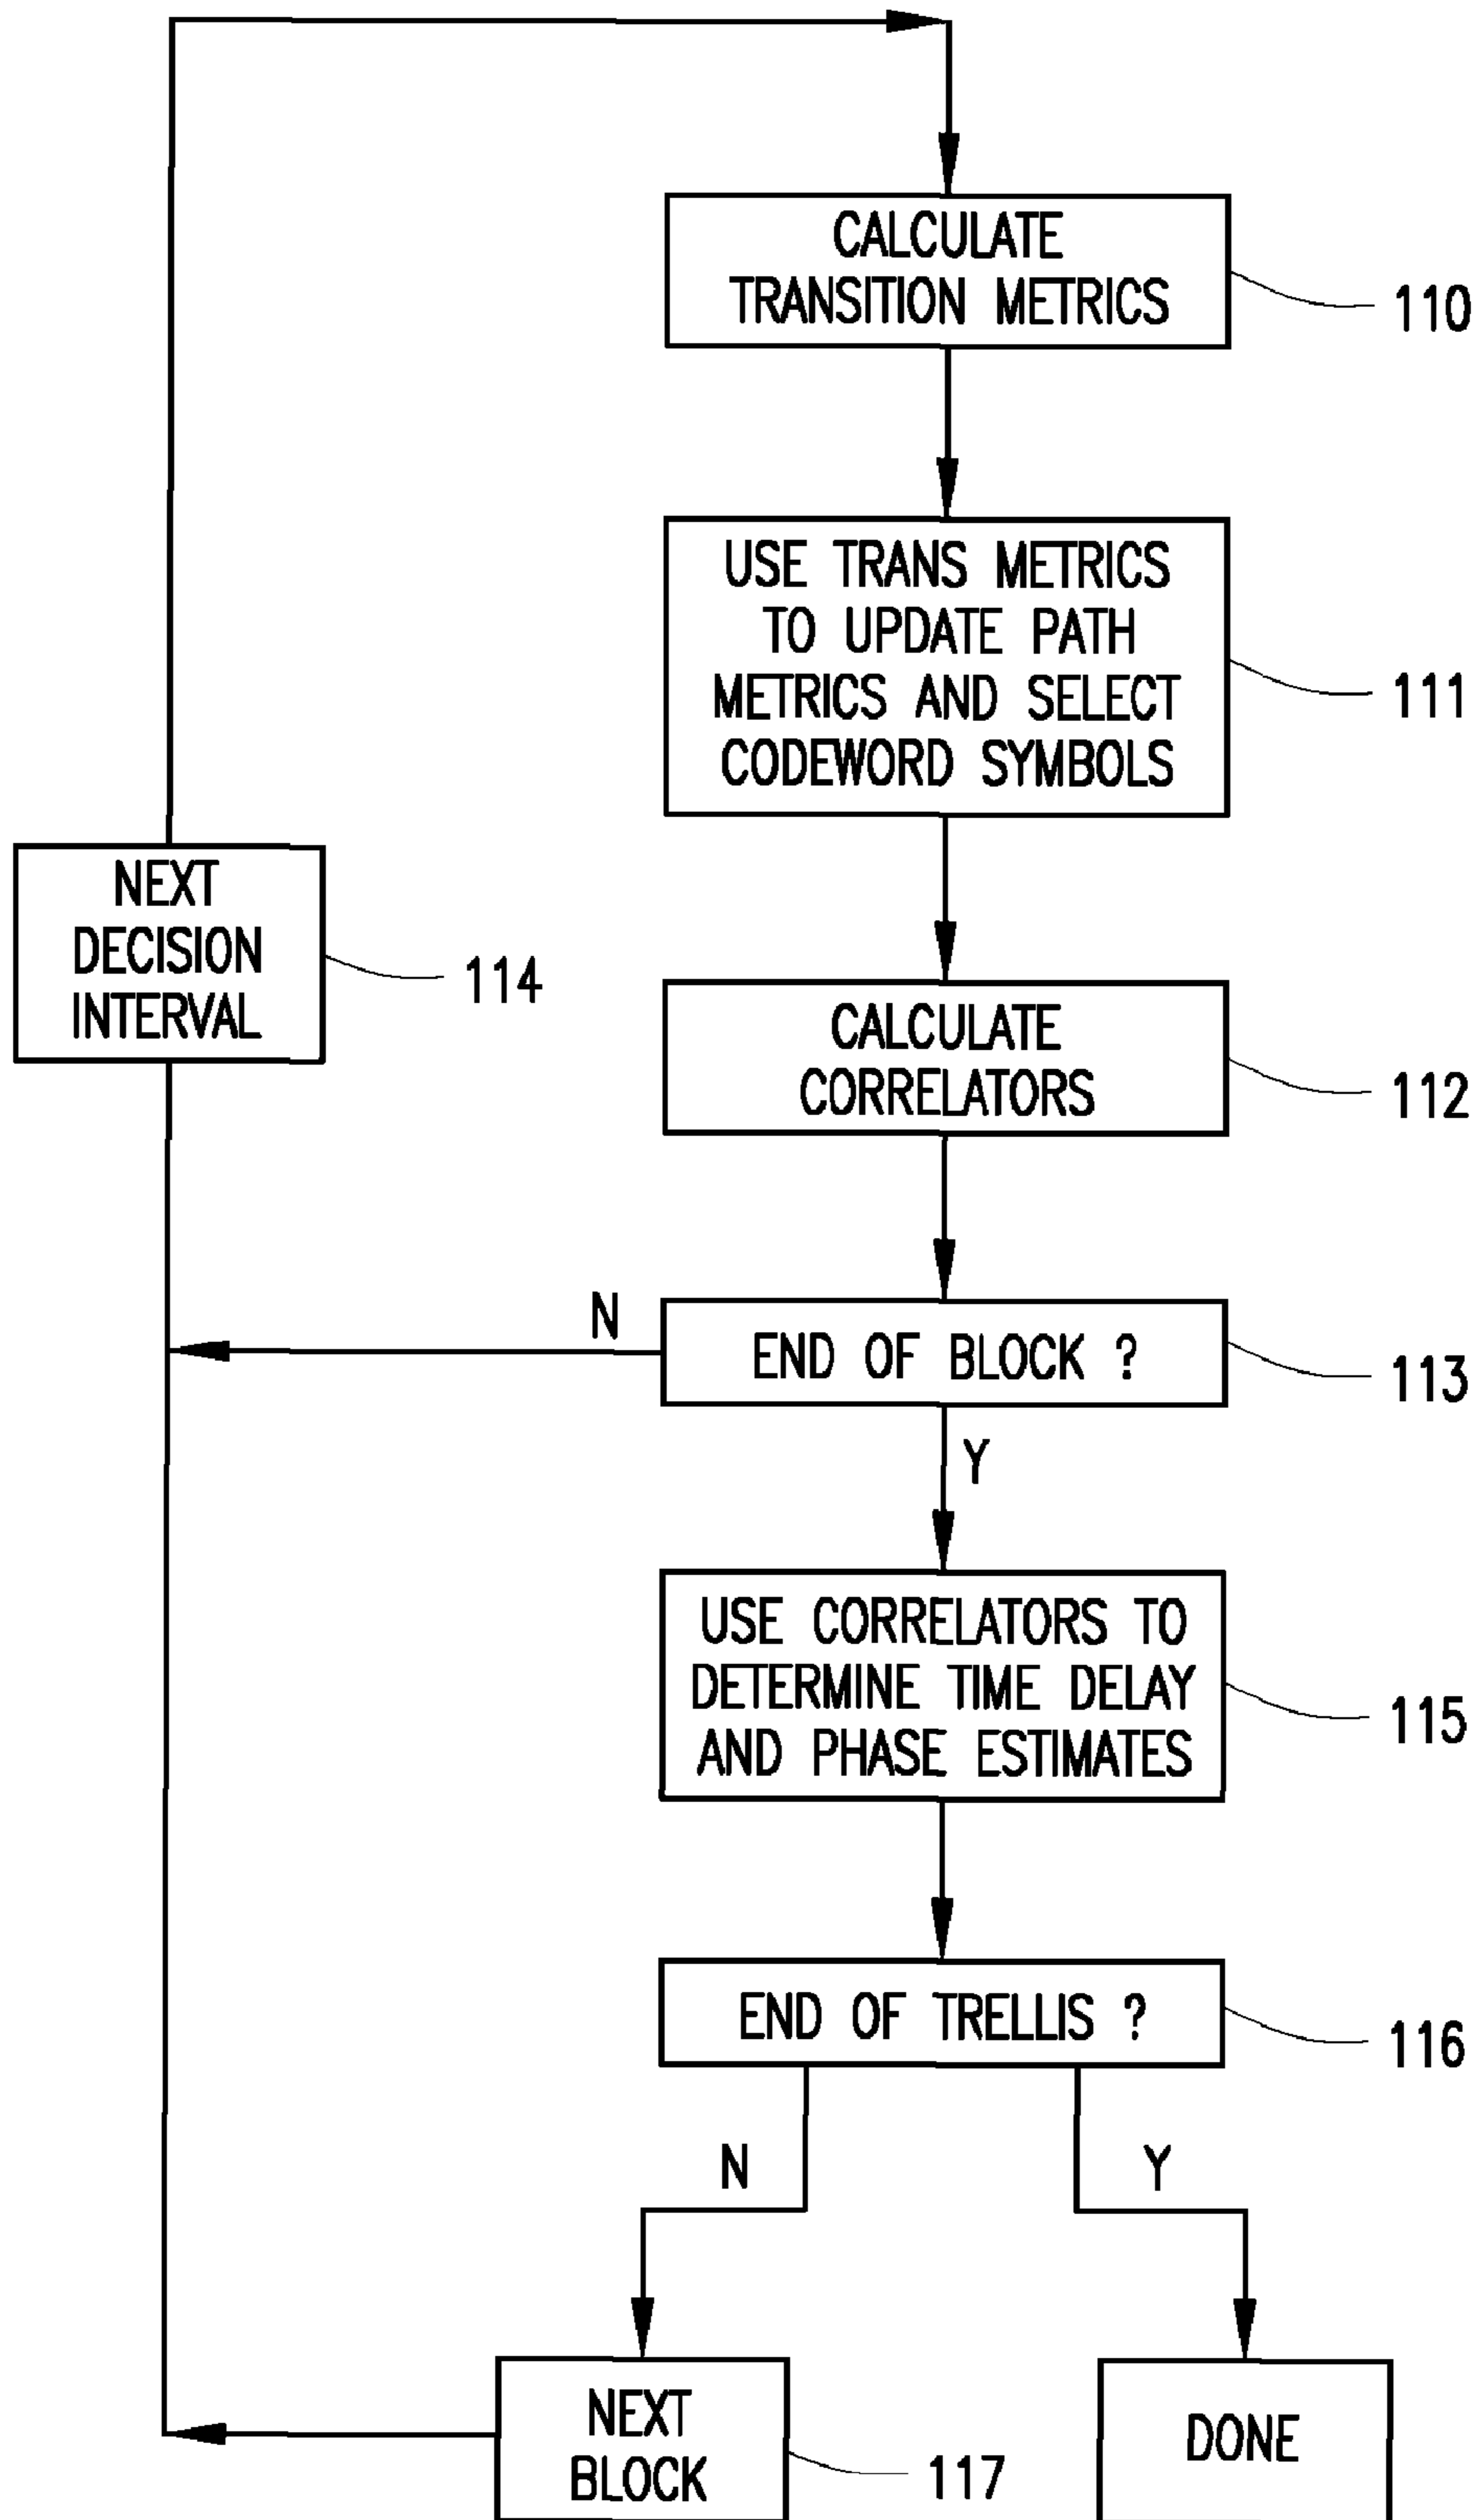 CALCULATE
TRANSITION METRICS
110
USE TRANS METRICS
TO UPDATE PATH
METRICS AND SELECT
CODEWORD SYMBOLS
111
NEXT
DECISION
INTERVAL
114
CALCULATE
CORRELATORS
112
N
END OF BLOCK ?
113
Y
USE CORRELATORS TO
DETERMINE TIME DELAY
AND PHASE ESTIMATES
115
END OF TRELLIS ?
116
N
Y
NEXT
BLOCK
117
DONE